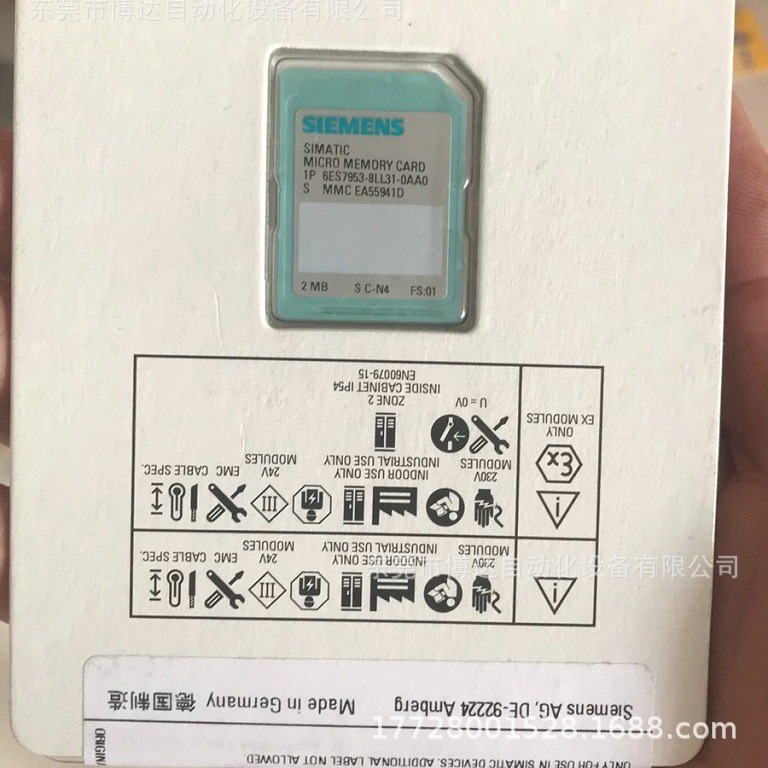 东莞市博达自动化设备有限公司
SIEMENS
SIMATIC
MICRO MEMORY CARD
1P 6ES7953-8LL31-0AA0
S MMC EA55941D
2 MB S C-N4 FS:01
ZONE 2
INSIDE CABINET IP54
EN60079-15
U = 0V
ONLY
EX MODULES
Ex
230V
MODULES
INDOOR USE ONLY
INDUSTRIAL USE ONLY
24V
MODULES
EMC CABLE SPEC.
III
i
230V
MODULES
INDOOR USE ONLY
INDUSTRIAL USE ONLY
24V
MODULES
EMC CABLE SPEC.
III
i
东莞市博达自动化设备有限公司
Siemens AG, DE-92224 Amberg Made in Germany 德国制造
17728001528.1688.com
ONLY FOR USE IN SIMATIC DEVICES. ADDITIONAL LABEL NOT ALLOWED